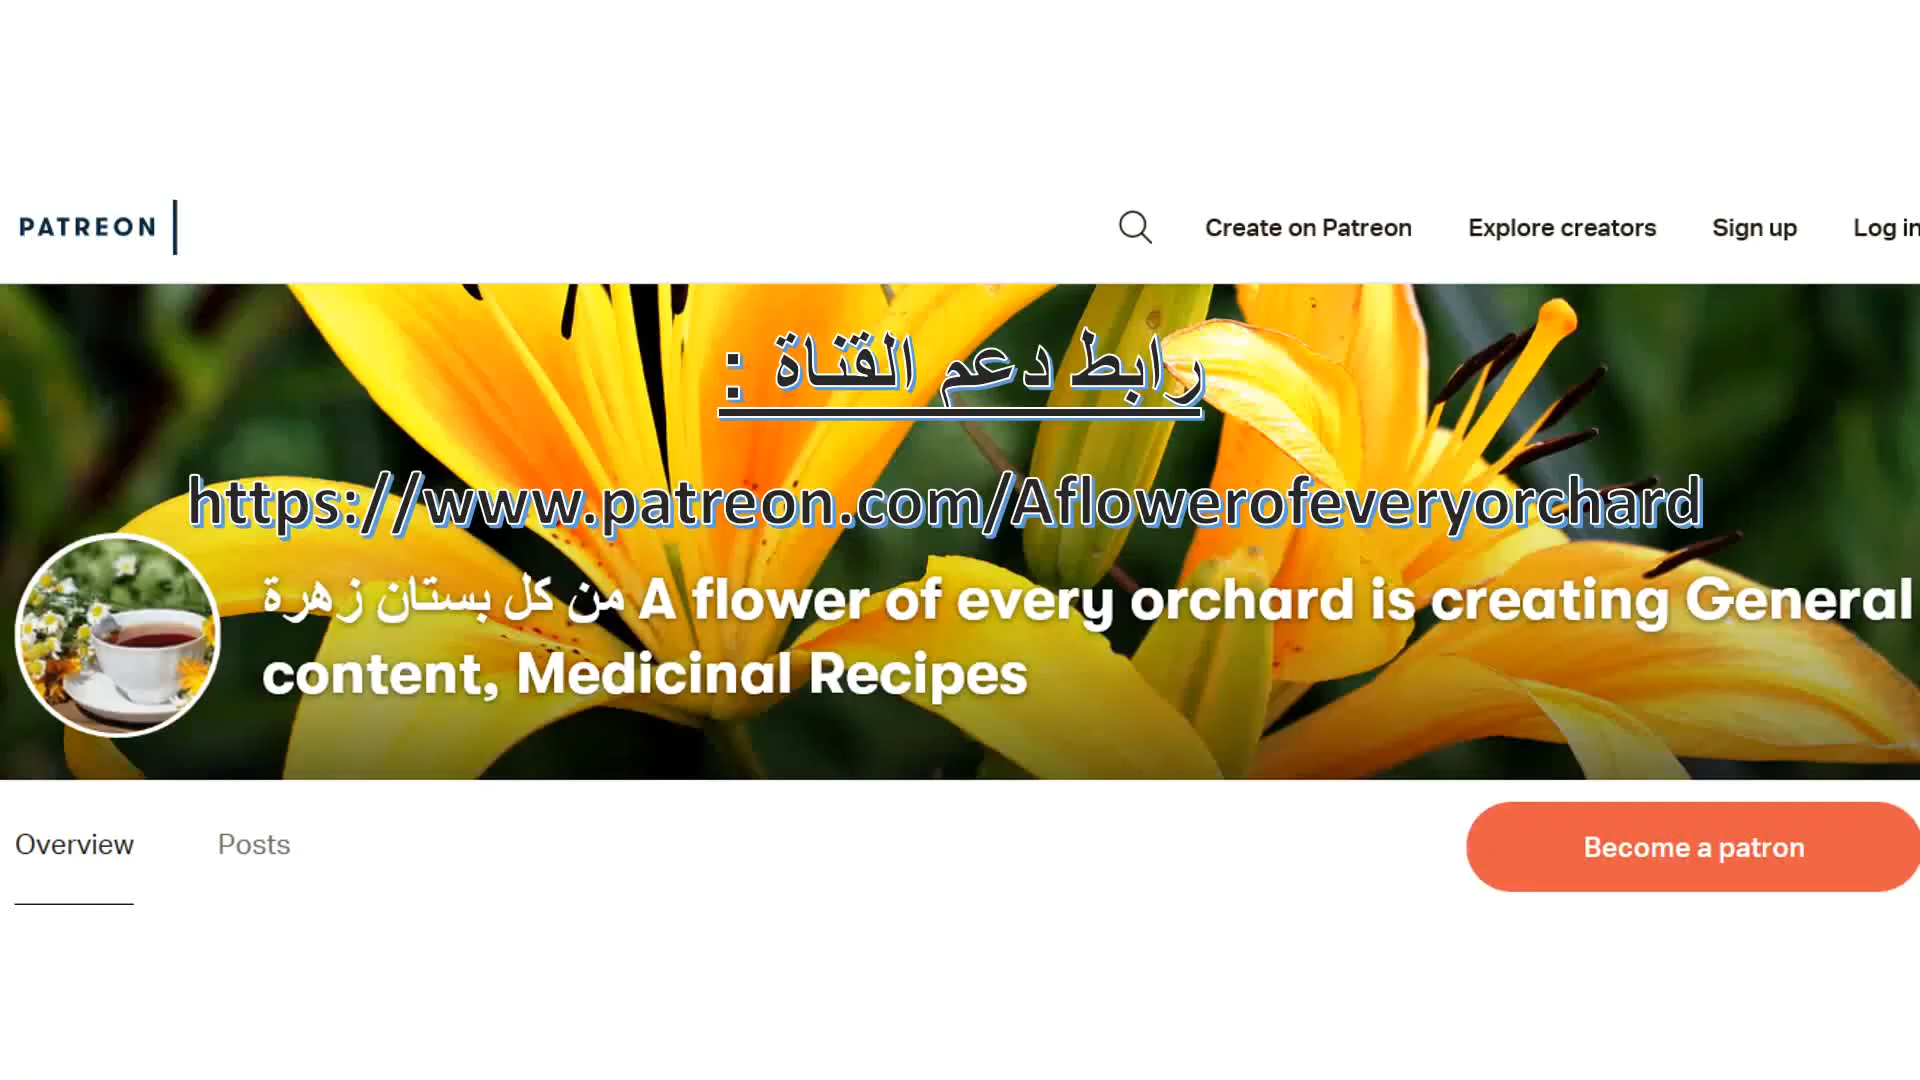 PATREON
Create on Patreon
Explore creators
Sign up
Log in
رابط دعم القناة :
https://www.patreon.com/Aflowerofeveryorchard
من كل بستان زهرة A flower of every orchard is creating General
content, Medicinal Recipes
Overview
Posts
Become a patron